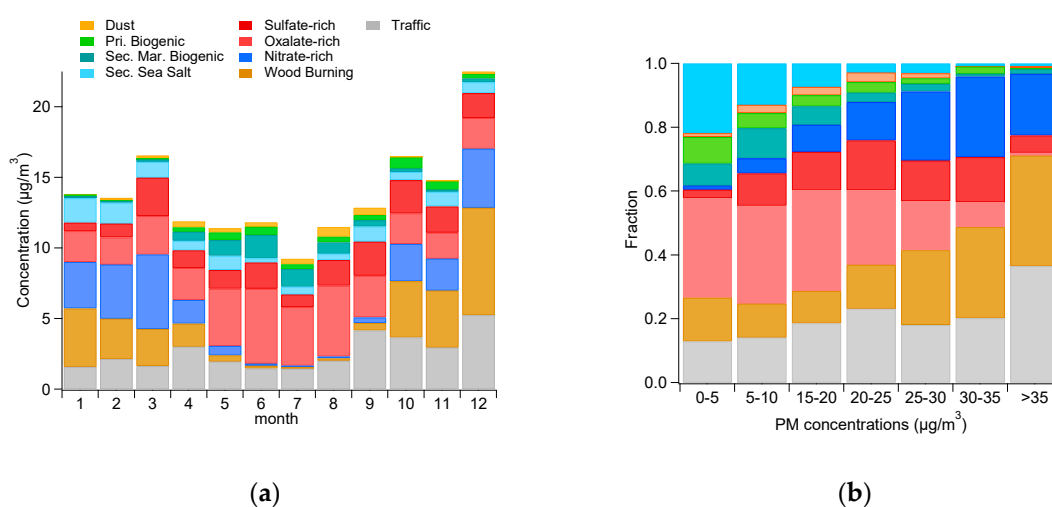 Dust
Pri. Biogenic
Sec. Mar. Biogenic
Sec. Sea Salt
Sulfate-rich
Oxalate-rich
Nitrate-rich
Wood Burning
Traffic
Concentration (µg/m³)
20
15
10
5
0
1 2 3 4 5 6 7 8 9 10 11 12
month
(a)
Fraction
1.0
0.8
0.6
0.4
0.2
0.0
0-5 5-10 15-20 20-25 25-30 30-35 >35
PM concentrations (µg/m³)
(b)